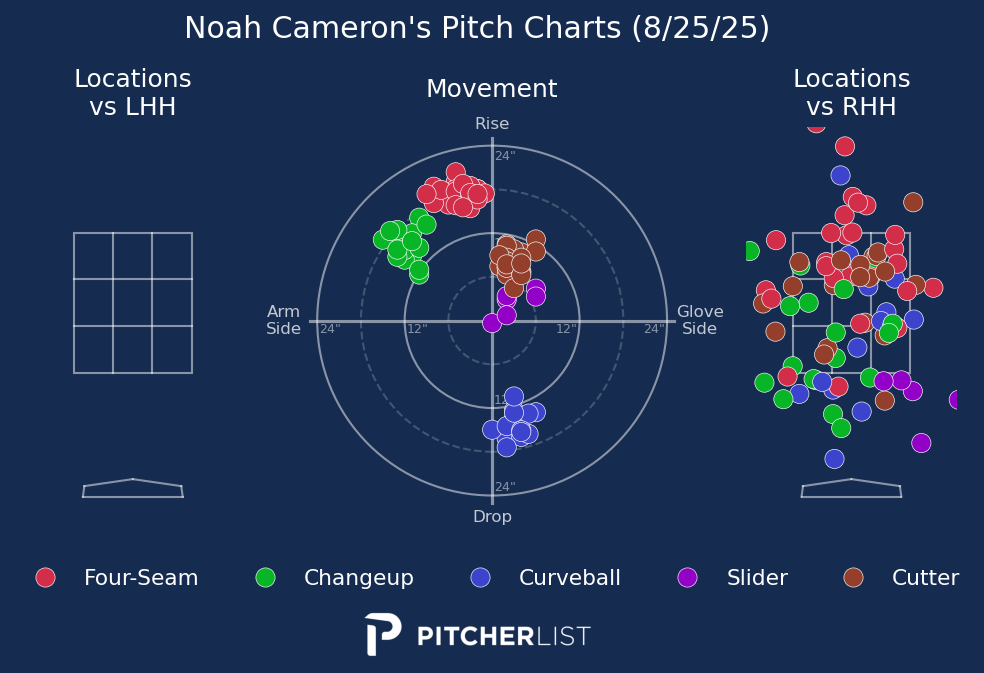 Noah Cameron's Pitch Charts (8/25/25)
Locations
vs LHH
Movement
Locations
vs RHH
Rise
24"
Arm
Side
24"
12"
12"
24"
Glove
Side
24"
Drop
Four-Seam
Changeup
Curveball
Slider
Cutter
PITCHERLIST